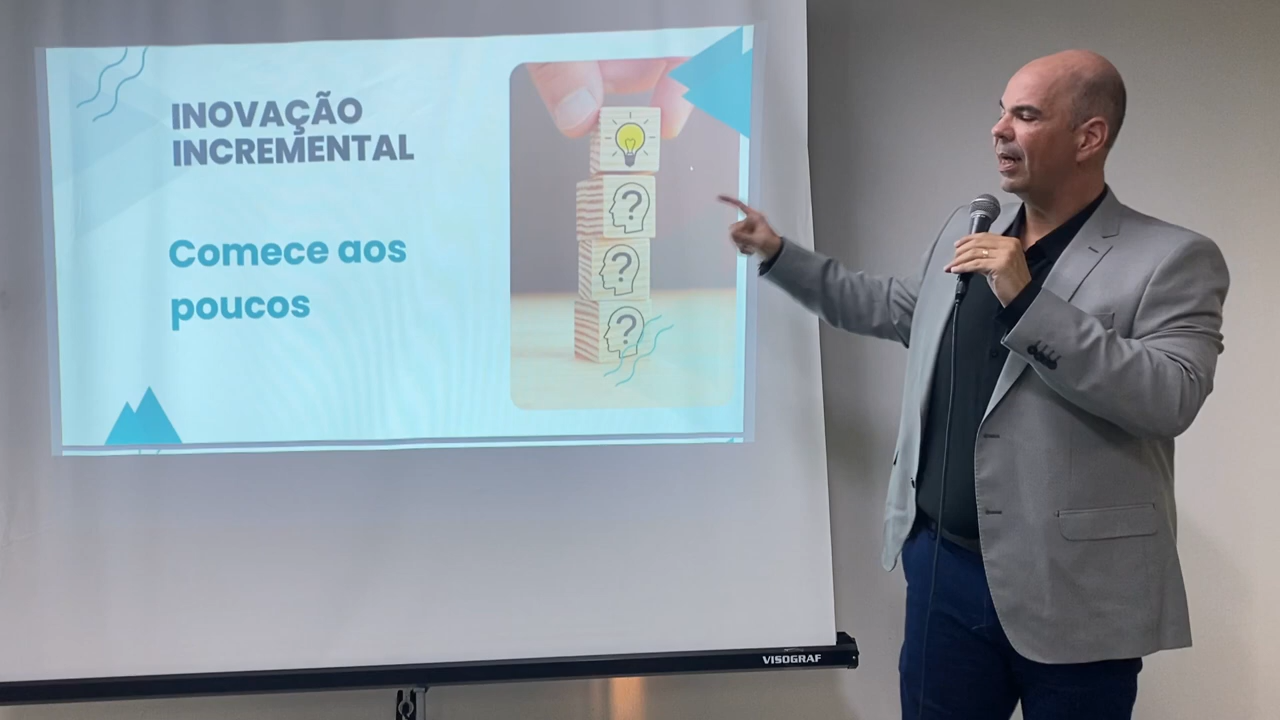 INOVAÇÃO
INCREMENTAL
Comece aos
poucos
?
?
?
VISOGRAF